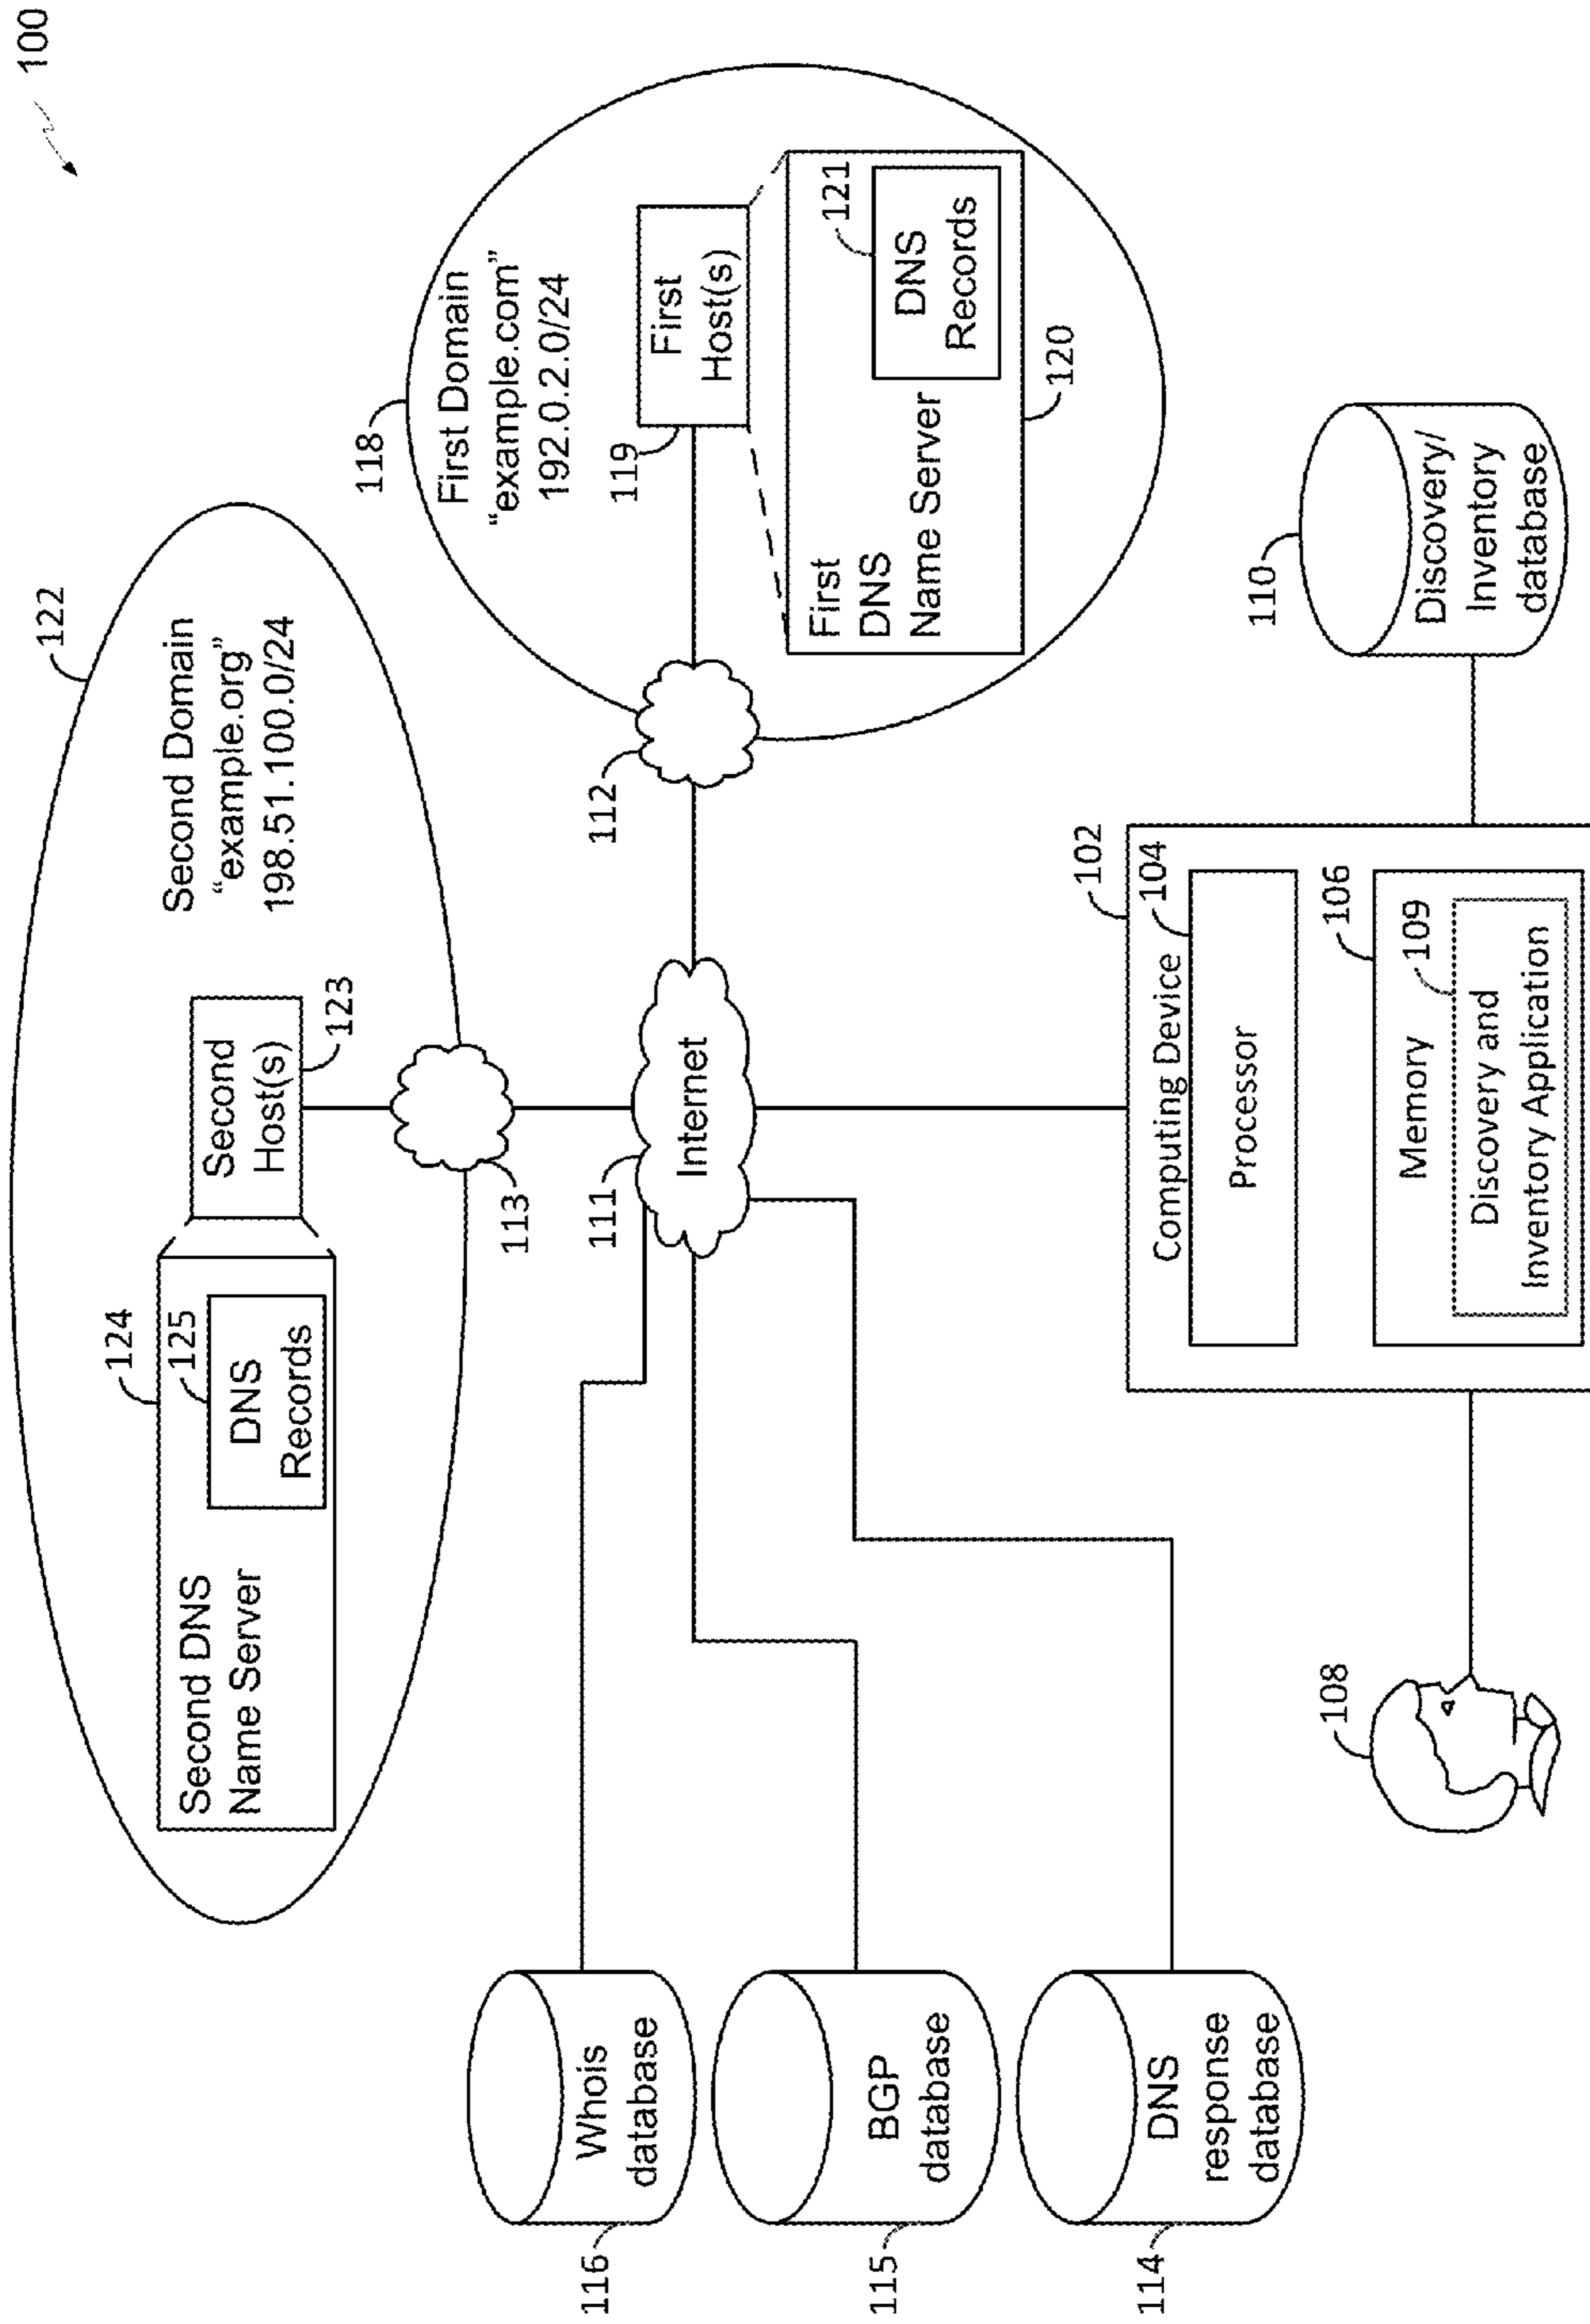 100
122
Second Domain
“example.org”
198.51.100.0/24
124
125
Second DNS
Name Server
DNS
Records
Second
Host(s)
123
113
118
First Domain
“example.com”
192.0.2.0/24
119
First
Host(s)
112
First
DNS
Name Server
121
DNS
Records
120
111
Internet
116
Whois
database
115
BGP
database
114
DNS
response
database
102
Computing Device
104
Processor
106
Memory
109
Discovery and
Inventory Application
108
110
Discovery/
Inventory
database